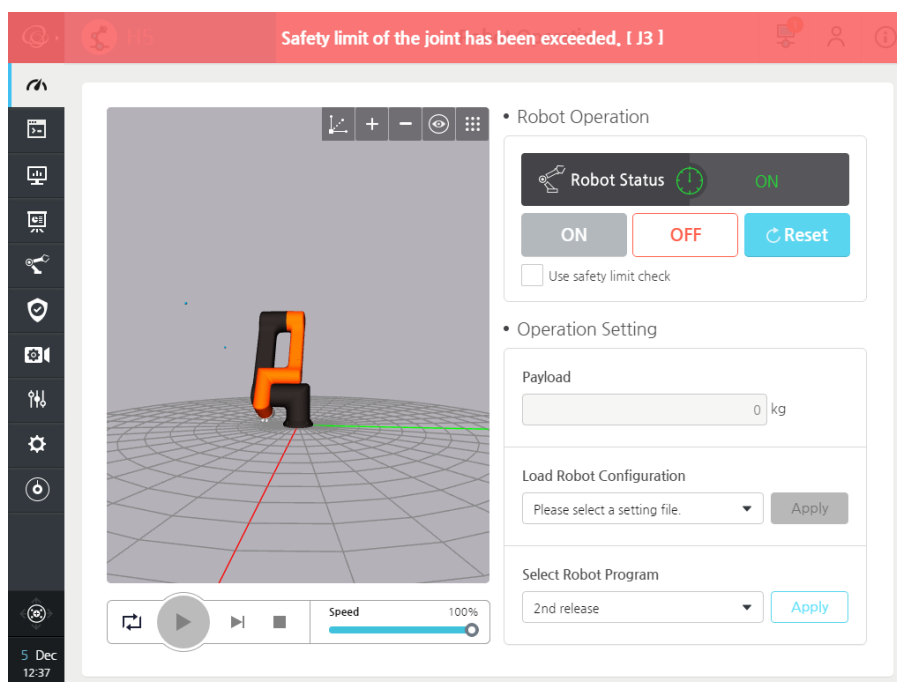 H5
Safety limit of the joint has been exceeded. [ J3 ]
Robot Operation
Robot Status
ON
ON
OFF
Reset
Use safety limit check
Operation Setting
Payload
0 kg
Load Robot Configuration
Please select a setting file.
Apply
Select Robot Program
2nd release
Apply
Speed
100%
5 Dec
12:37